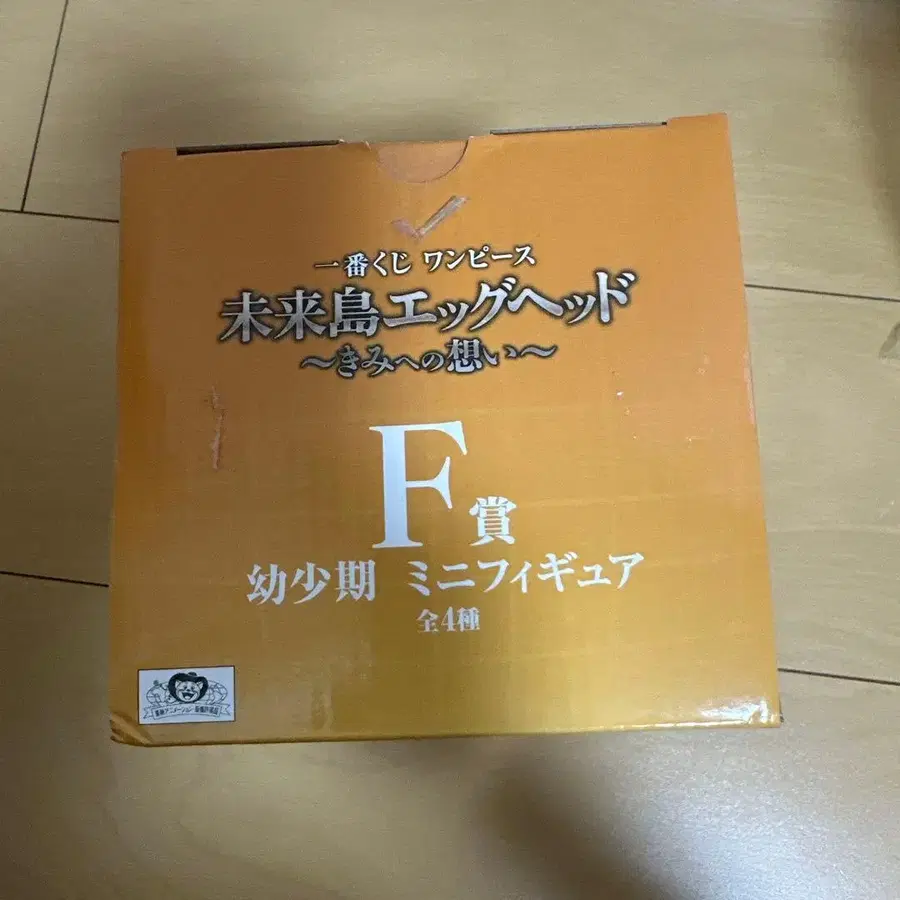 一番くじ ワンピース
未来島エッグヘッド
～きみへの想い～
F賞
幼少期 ミニフィギュア
全4種